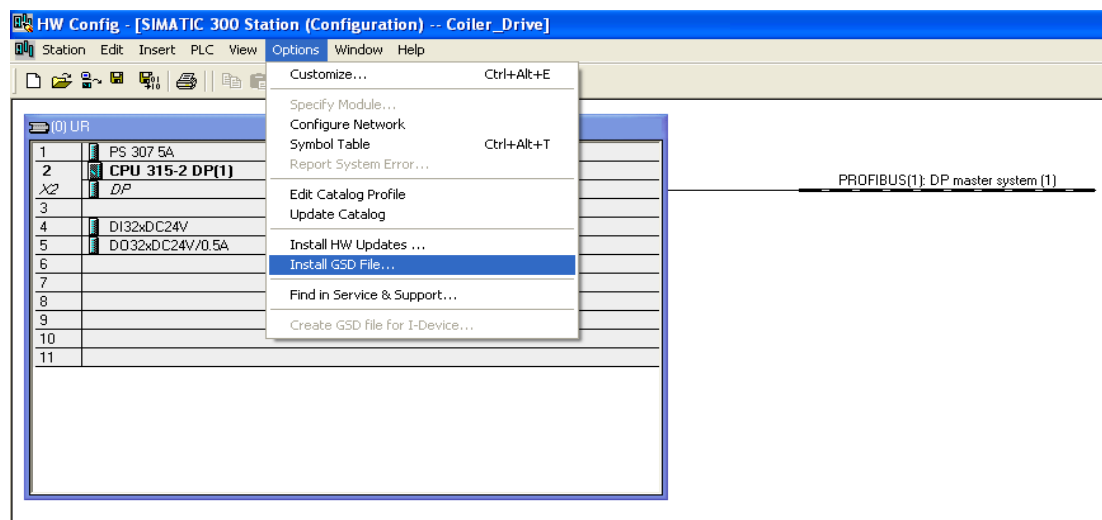 HW Config - [SIMATIC 300 Station (Configuration) -- Coiler_Drive]
Station Edit Insert PLC View Options Window Help
Customize... Ctrl+Alt+E
Specify Module...
Configure Network
Symbol Table Ctrl+Alt+T
Report System Error...
Edit Catalog Profile
Update Catalog
Install HW Updates ...
Install GSD File...
Find in Service & Support...
Create GSD file for I-Device...
(0) UR
1 PS 307 5A
2 CPU 315-2 DP(1)
X2 DP
3
4 DI32xDC24V
5 DO32xDC24V/0.5A
6
7
8
9
10
11
PROFIBUS(1): DP master system (1)